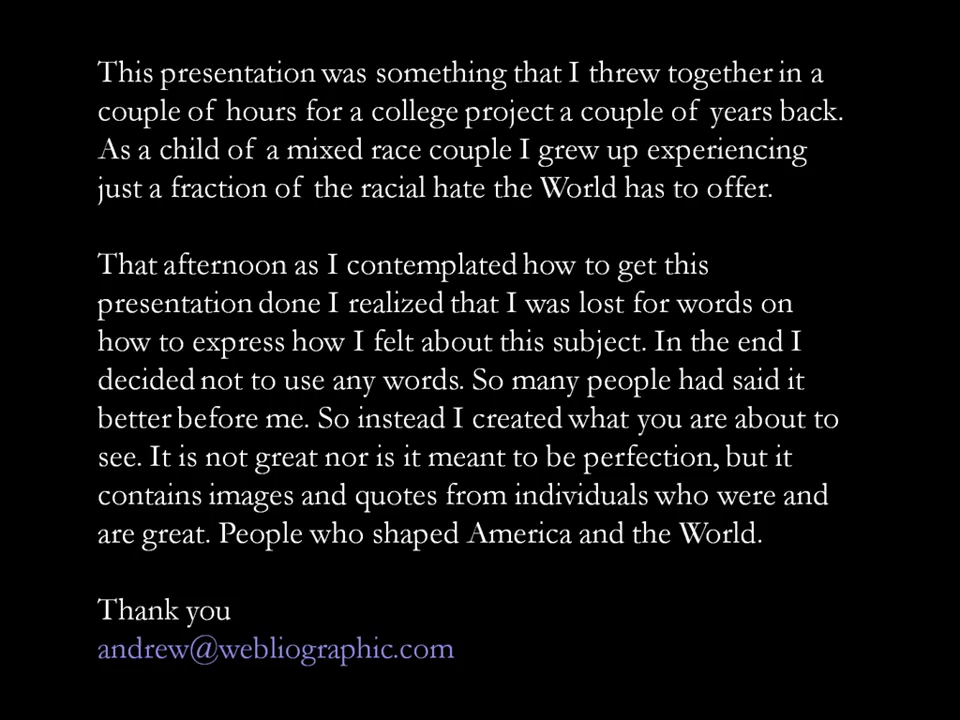 This presentation was something that I threw together in a
couple of hours for a college project a couple of years back.
As a child of a mixed race couple I grew up experiencing
just a fraction of the racial hate the World has to offer.
That afternoon as I contemplated how to get this
presentation done I realized that I was lost for words on
how to express how I felt about this subject. In the end I
decided not to use any words. So many people had said it
better before me. So instead I created what you are about to
see. It is not great nor is it meant to be perfection, but it
contains images and quotes from individuals who were and
are great. People who shaped America and the World.
Thank you
andrew@webliographic.com